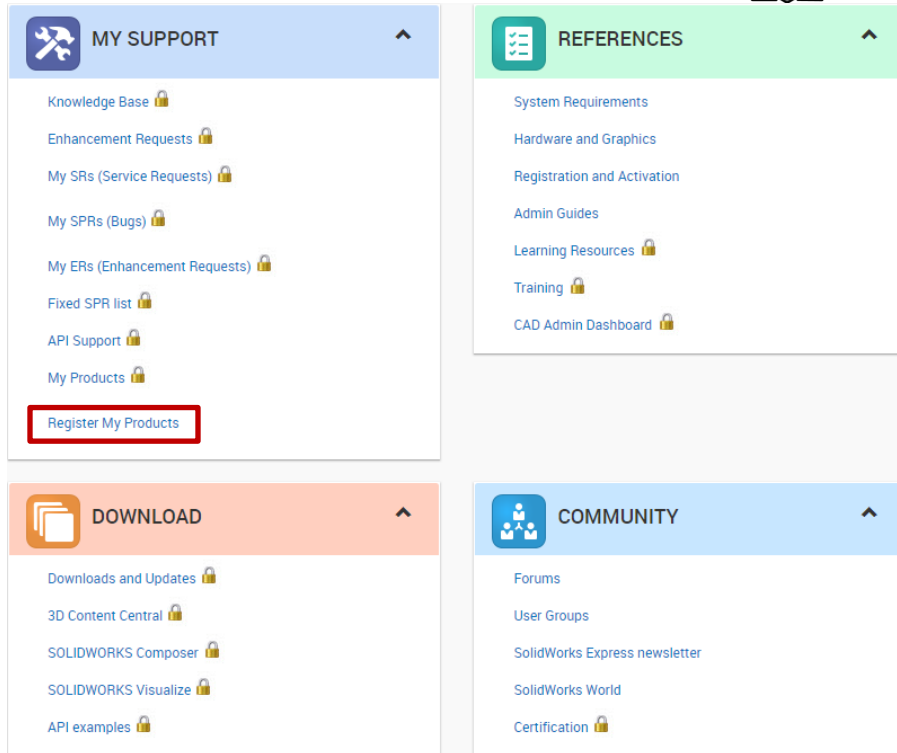 MY SUPPORT
Knowledge Base
Enhancement Requests
My SRs (Service Requests)
My SPRs (Bugs)
My ERs (Enhancement Requests)
Fixed SPR list
API Support
My Products
Register My Products
REFERENCES
System Requirements
Hardware and Graphics
Registration and Activation
Admin Guides
Learning Resources
Training
CAD Admin Dashboard
DOWNLOAD
Downloads and Updates
3D Content Central
SOLIDWORKS Composer
SOLIDWORKS Visualize
API examples
COMMUNITY
Forums
User Groups
SolidWorks Express newsletter
SolidWorks World
Certification